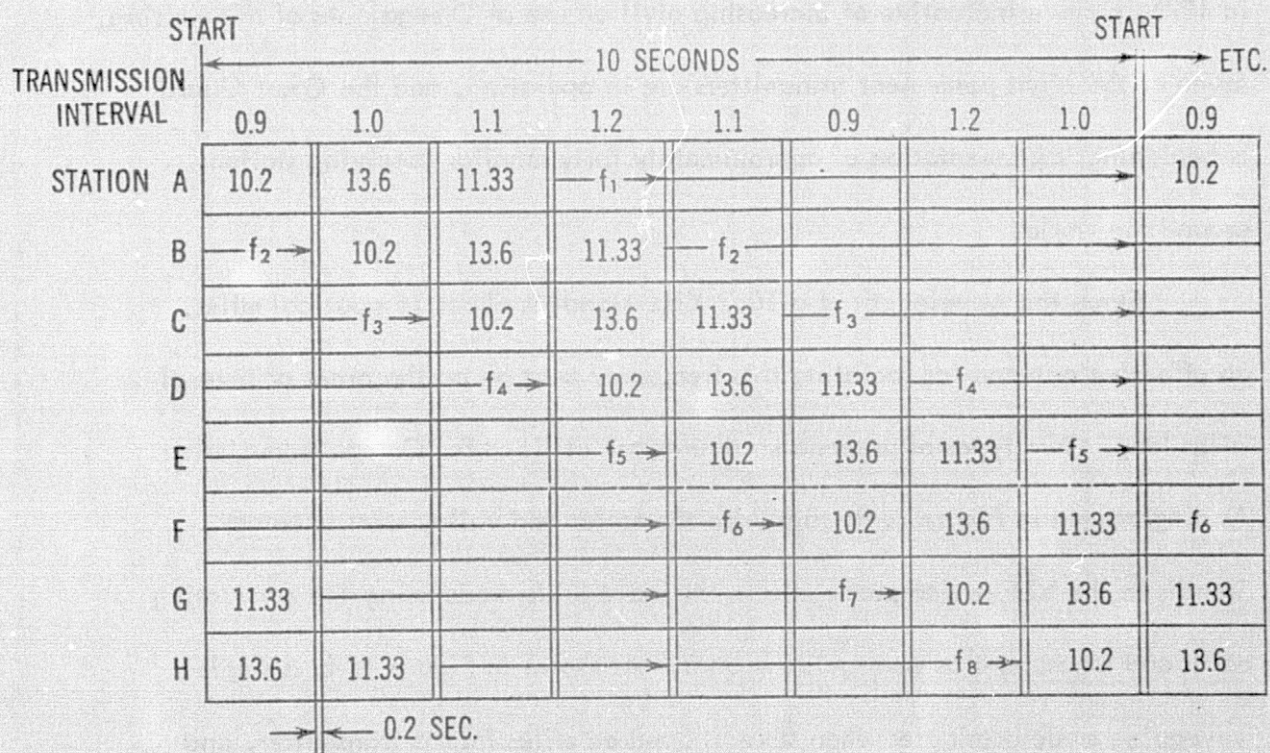 START START
10 SECONDS ETC.
TRANSMISSION
INTERVAL 0.9 1.0 1.1 1.2 1.1 0.9 1.2 1.0 0.9
STATION A 10.2 13.6 11.33 f₁ 10.2
B f₂ 10.2 13.6 11.33 f₂
C f₃ 10.2 13.6 11.33 f₃
D f₄ 10.2 13.6 11.33 f₄
E f₅ 10.2 13.6 11.33 f₅
F f₆ 10.2 13.6 11.33 f₆
G 11.33 f₇ 10.2 13.6 11.33
H 13.6 11.33 f₈ 10.2 13.6
0.2 SEC.